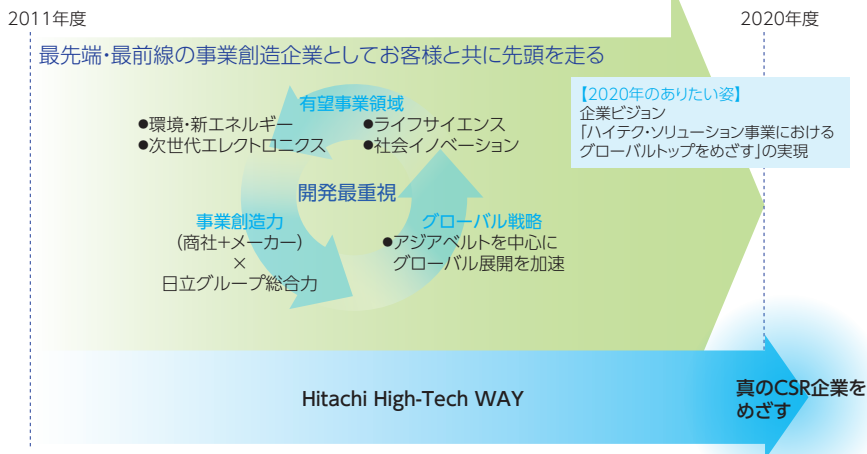 2011年度
2020年度
最先端・最前線の事業創造企業としてお客様と共に先頭を走る
【2020年のありたい姿】
企業ビジョン
「ハイテク・ソリューション事業における
グローバルトップをめざす」の実現
有望事業領域
●環境・新エネルギー
●ライフサイエンス
●次世代エレクトロニクス
●社会イノベーション
開発最重視
事業創造力
(商社+メーカー)
×
日立グループ総合力
グローバル戦略
●アジアベルトを中心に
グローバル展開を加速
Hitachi High-Tech WAY
真のCSR企業を
めざす